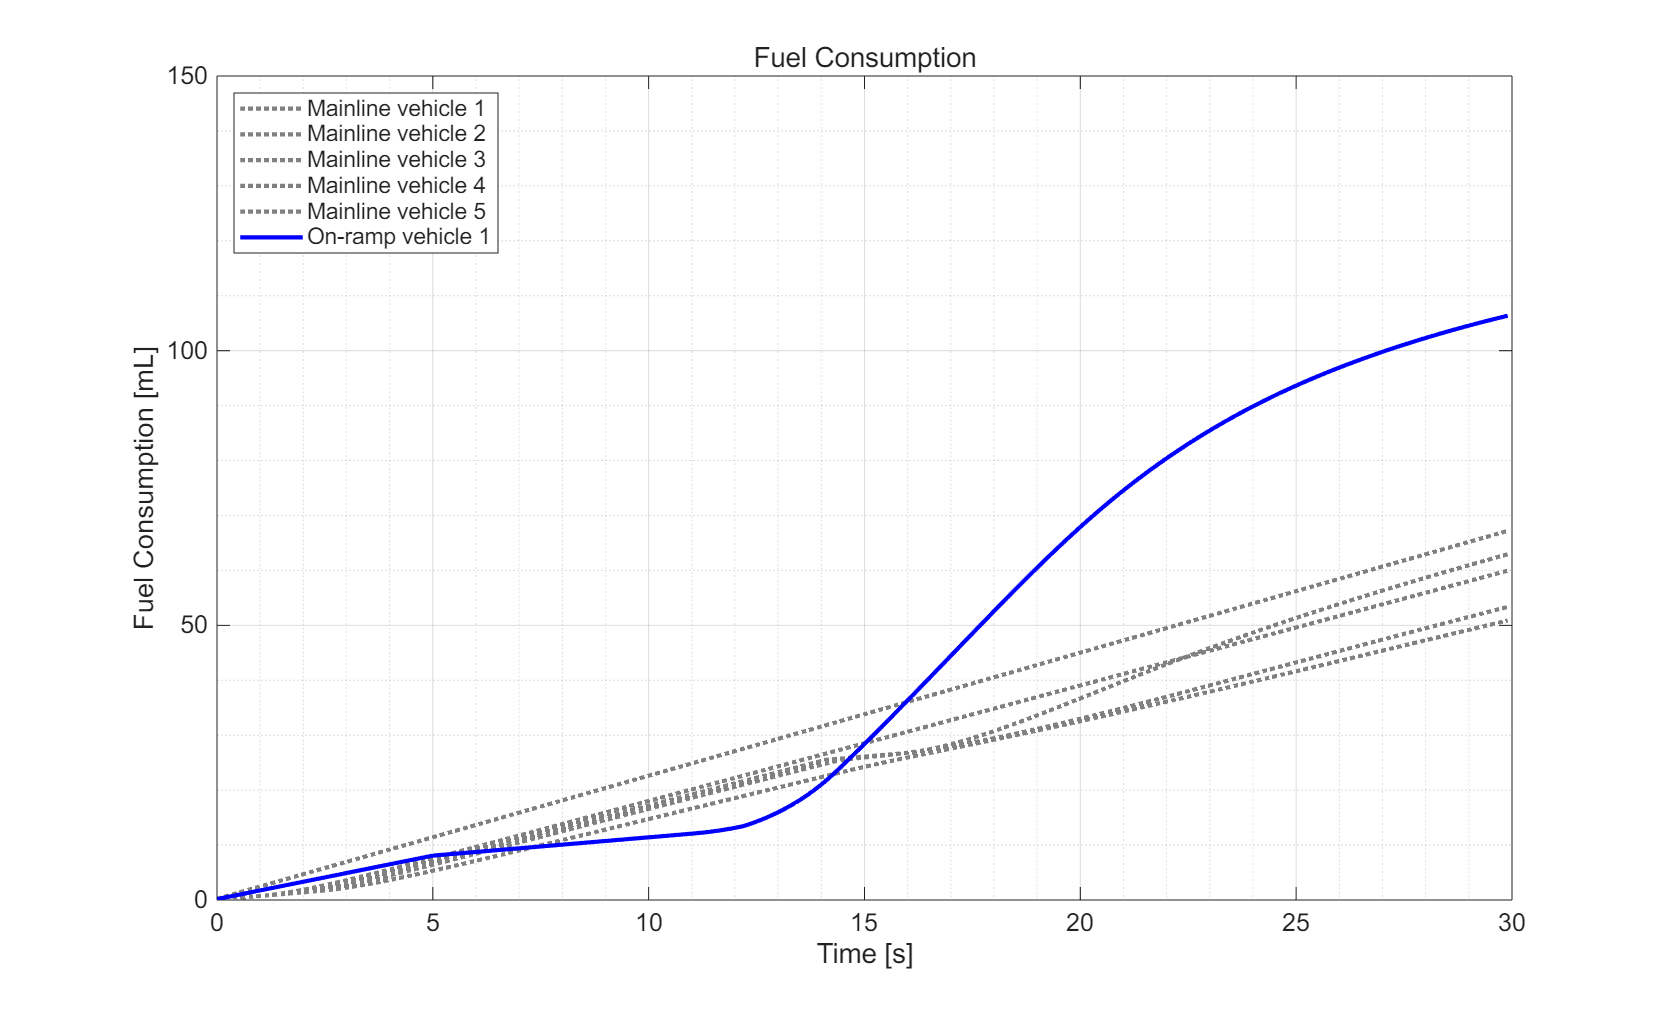 Fuel Consumption
150
Mainline vehicle 1
Mainline vehicle 2
Mainline vehicle 3
Mainline vehicle 4
Mainline vehicle 5
On-ramp vehicle 1
100
Fuel Consumption [mL]
50
0
0 5 10 15 20 25 30
Time [s]